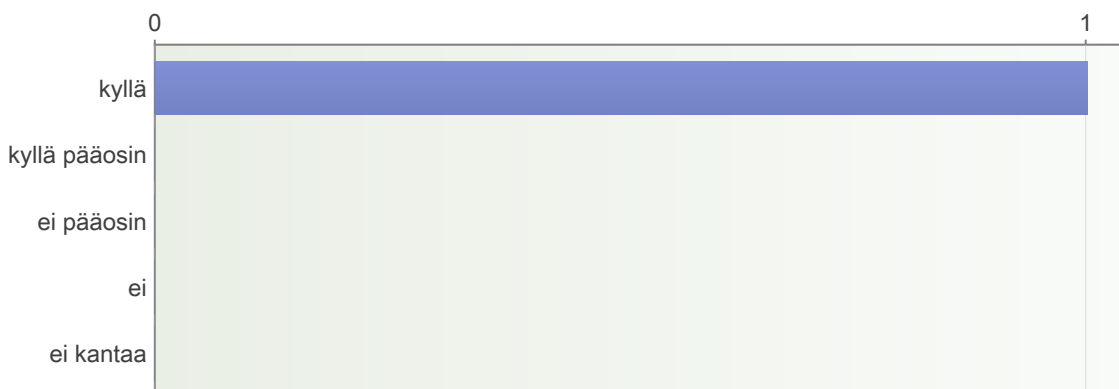 0 1
kyllä
kyllä pääosin
ei pääosin
ei
ei kantaa